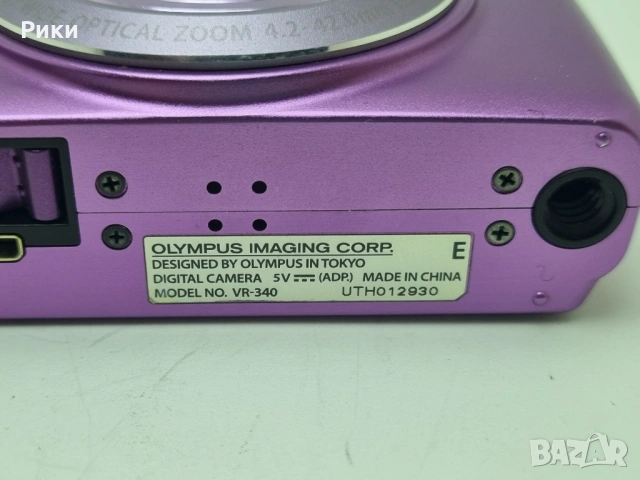 Рики
OPTICAL ZOOM 4.2-42.0mm
OLYMPUS IMAGING CORP. E
DESIGNED BY OLYMPUS IN TOKYO
DIGITAL CAMERA 5V (ADP.) MADE IN CHINA
MODEL NO. VR-340 UTH012930
BAZAR